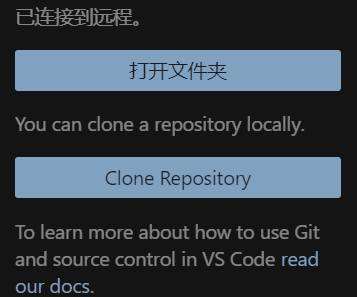 已连接到远程。
打开文件夹
You can clone a repository locally.
Clone Repository
To learn more about how to use Git
and source control in VS Code read
our docs.